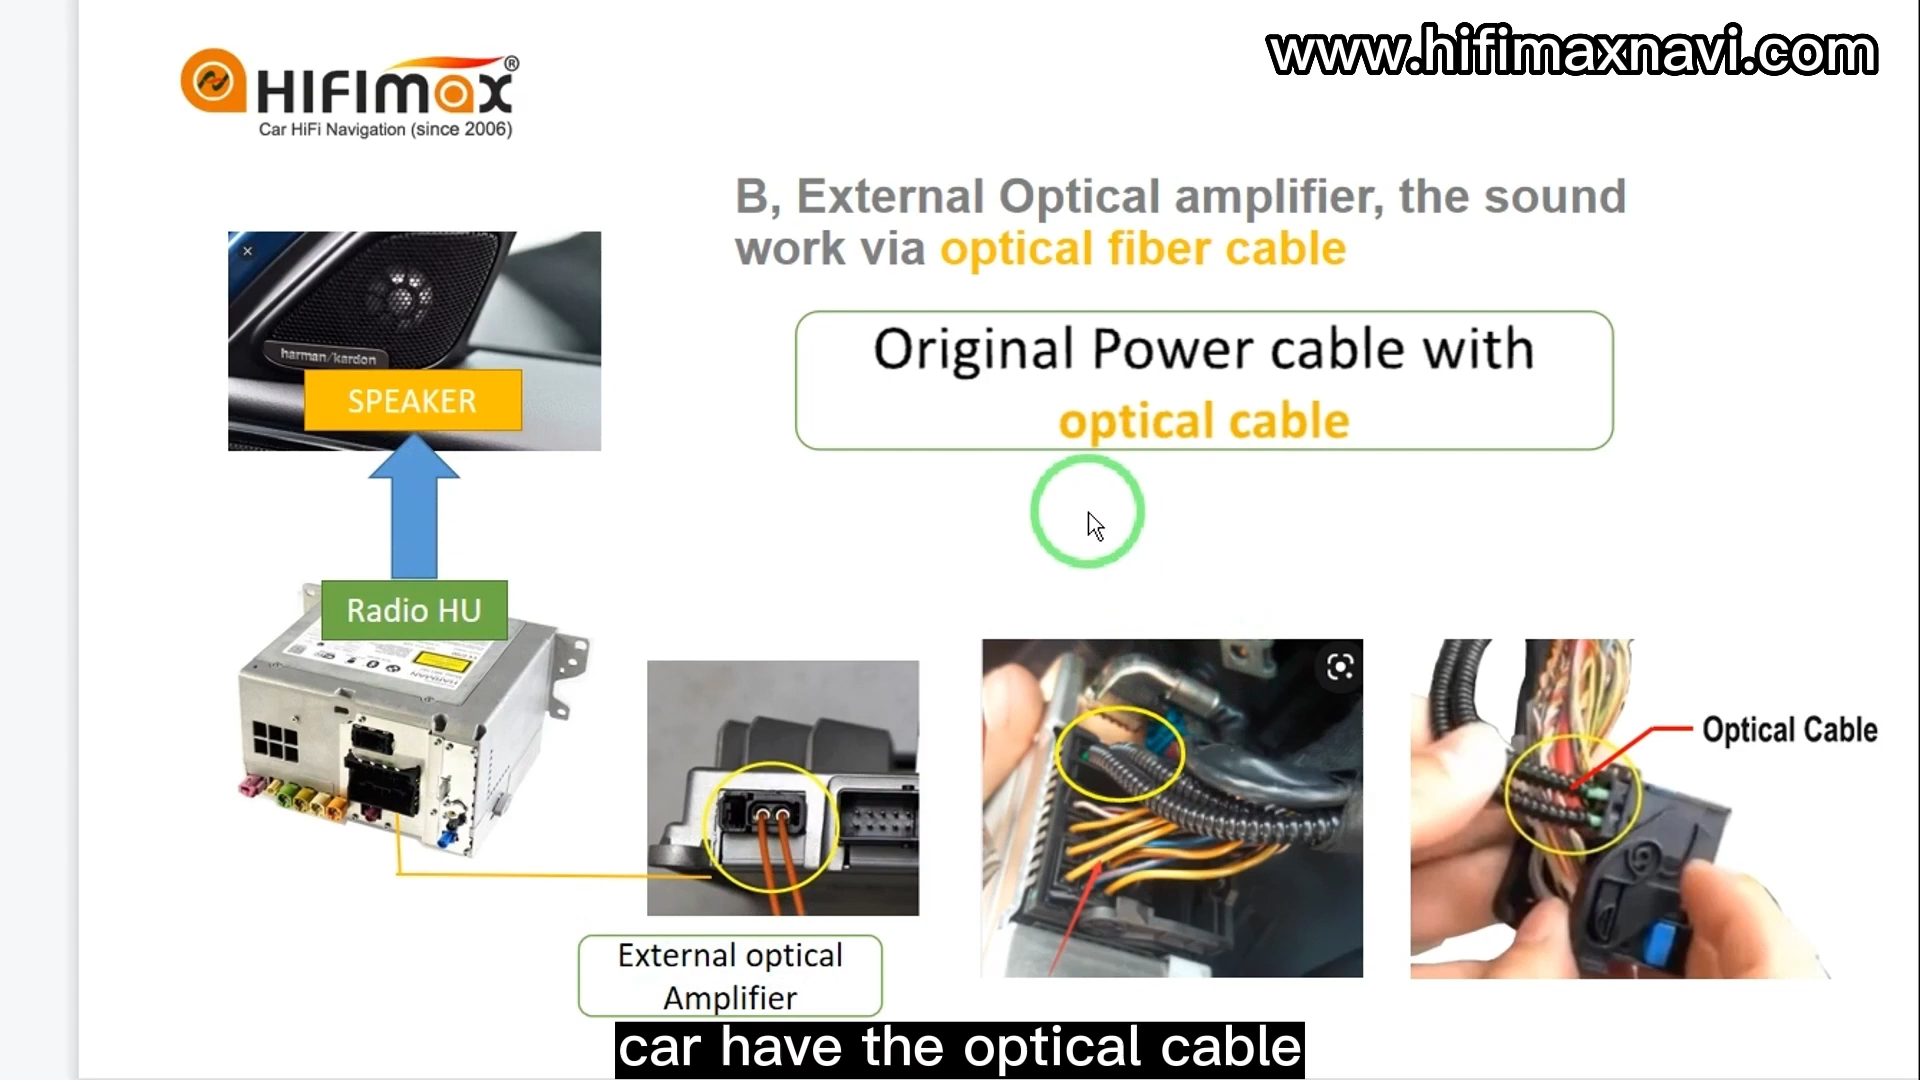 www.hifimaxnavi.com
HIFIMAX®
Car HiFi Navigation (since 2006)
B, External Optical amplifier, the sound
work via optical fiber cable
Original Power cable with
optical cable
harman/kardon
SPEAKER
Radio HU
Optical Cable
External optical
Amplifier
car have the optical cable